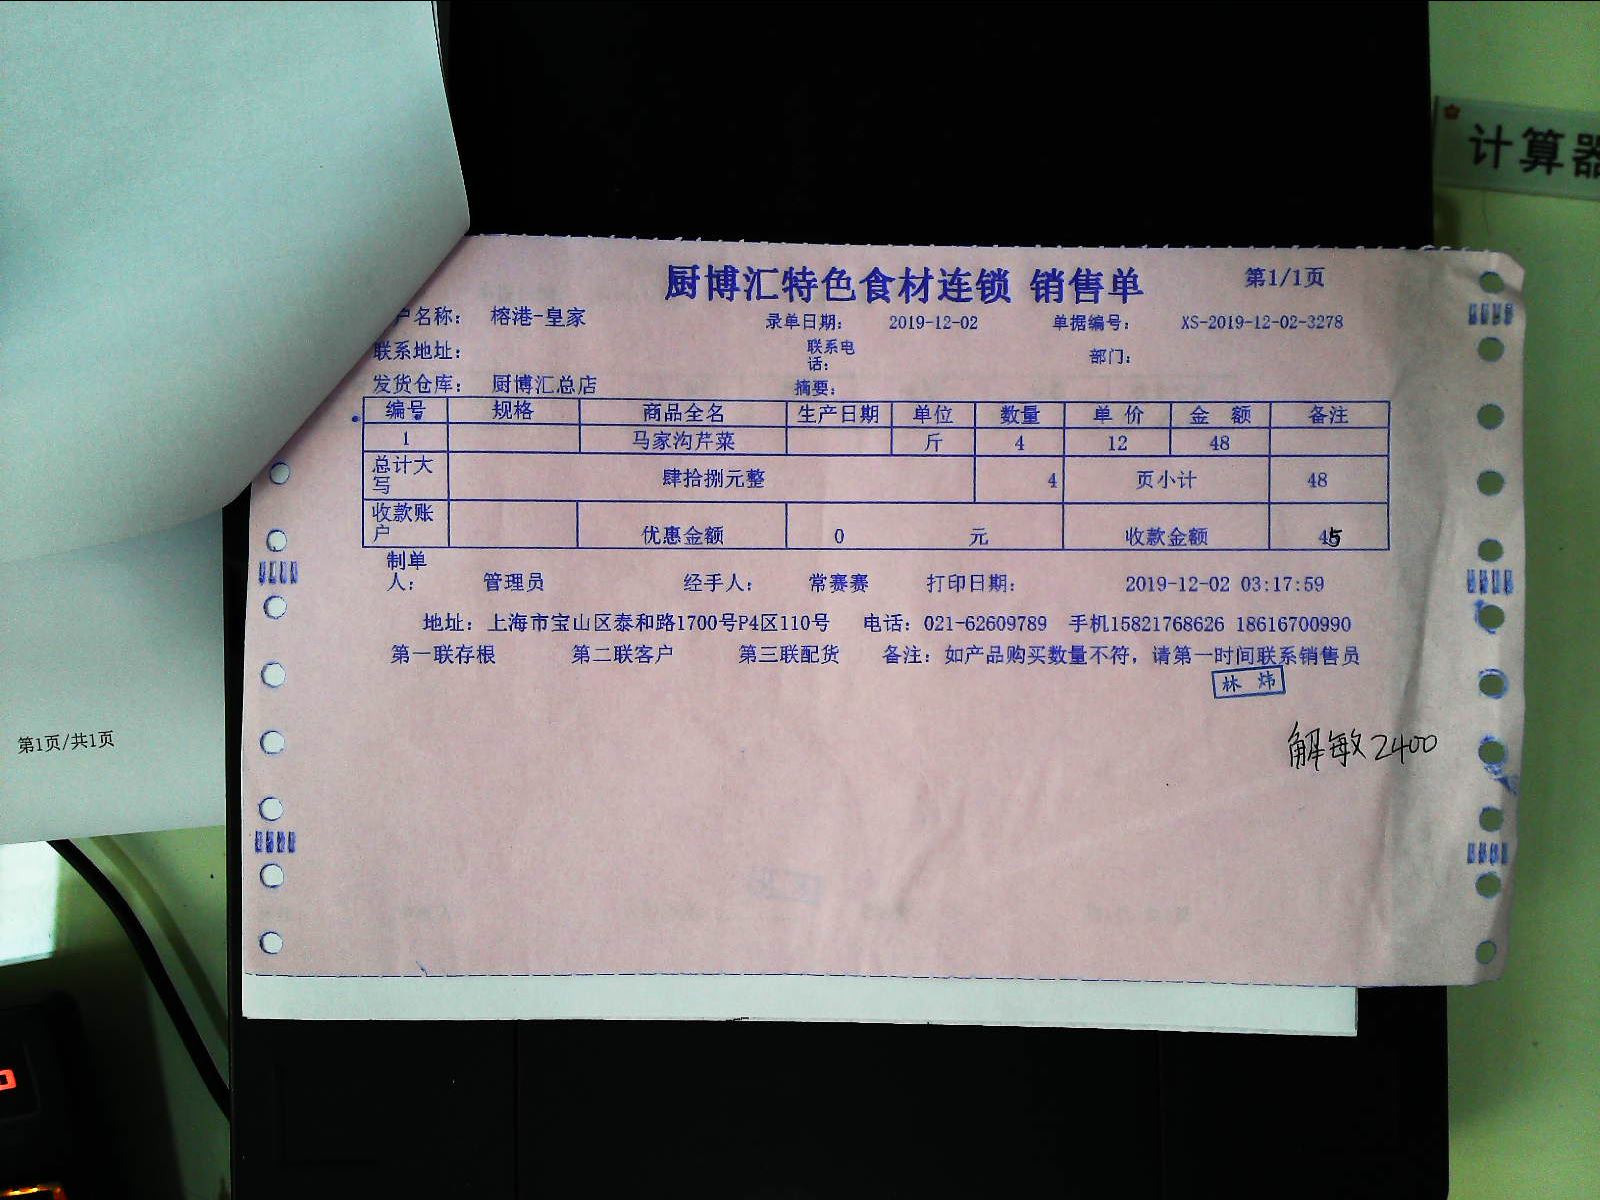 计算器
厨博汇特色食材连锁 销售单 第1/1页
户名称： 榕港-皇家 录单日期： 2019-12-02 单据编号： XS-2019-12-02-3278
联系地址： 联系电话： 部门：
发货仓库： 厨博汇总店 摘要：
编号 规格 商品全名 生产日期 单位 数量 单 价 金 额 备注
1 马家沟芹菜 斤 4 12 48
总计大写 肆拾捌元整 4 页小计 48
收款账户 优惠金额 0 元 收款金额 45
制单人： 管理员 经手人： 常赛赛 打印日期： 2019-12-02 03:17:59
地址：上海市宝山区泰和路1700号P4区110号 电话：021-62609789 手机15821768626 18616700990
第一联存根 第二联客户 第三联配货 备注：如产品购买数量不符，请第一时间联系销售员
林 炜
解敏2400
第1页/共1页